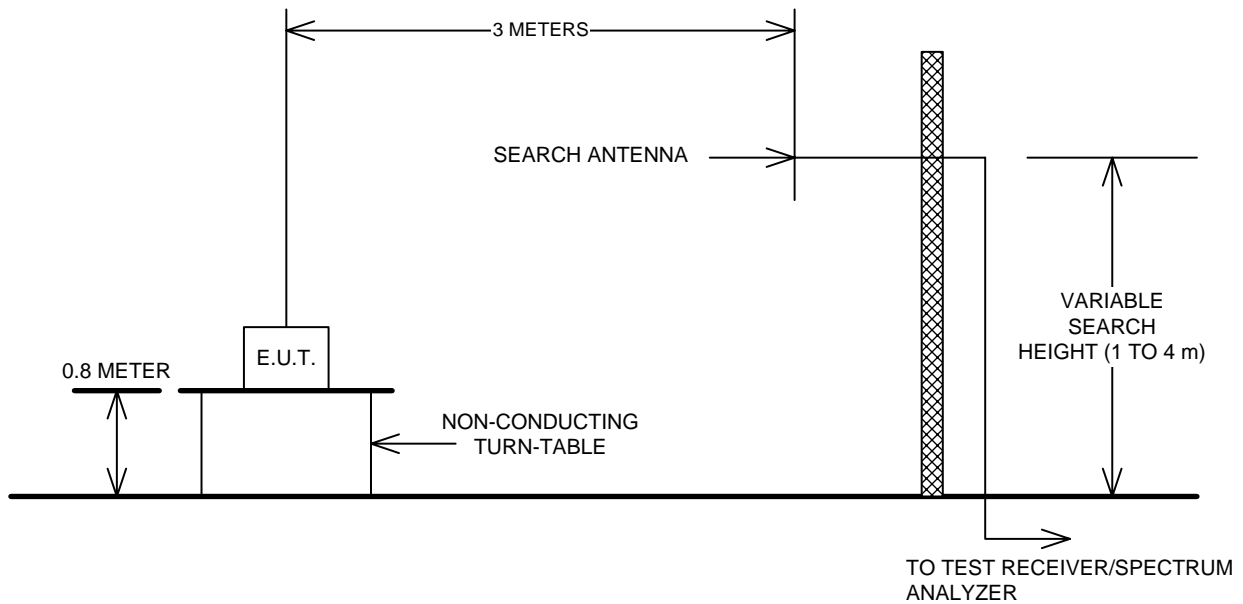 3 METERS
SEARCH ANTENNA
VARIABLE
SEARCH
HEIGHT (1 TO 4 m)
E.U.T.
0.8 METER
NON-CONDUCTING
TURN-TABLE
TO TEST RECEIVER/SPECTRUM
ANALYZER